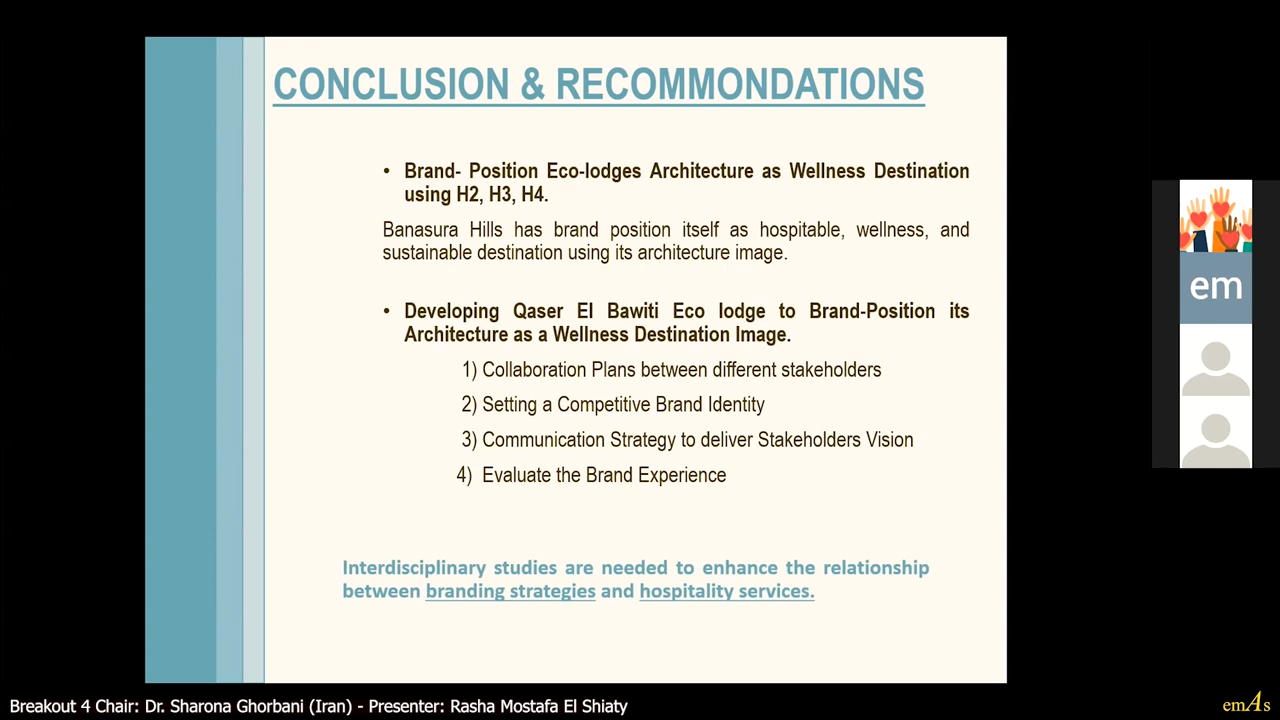 CONCLUSION & RECOMMONDATIONS
• Brand- Position Eco-lodges Architecture as Wellness Destination
using H2, H3, H4.
Banasura Hills has brand position itself as hospitable, wellness, and
sustainable destination using its architecture image.
• Developing Qaser El Bawiti Eco lodge to Brand-Position its
Architecture as a Wellness Destination Image.
1) Collaboration Plans between different stakeholders
2) Setting a Competitive Brand Identity
3) Communication Strategy to deliver Stakeholders Vision
4) Evaluate the Brand Experience
Interdisciplinary studies are needed to enhance the relationship
between branding strategies and hospitality services.
em
Breakout 4 Chair: Dr. Sharona Ghorbani (Iran) - Presenter: Rasha Mostafa El Shiaty
emAs